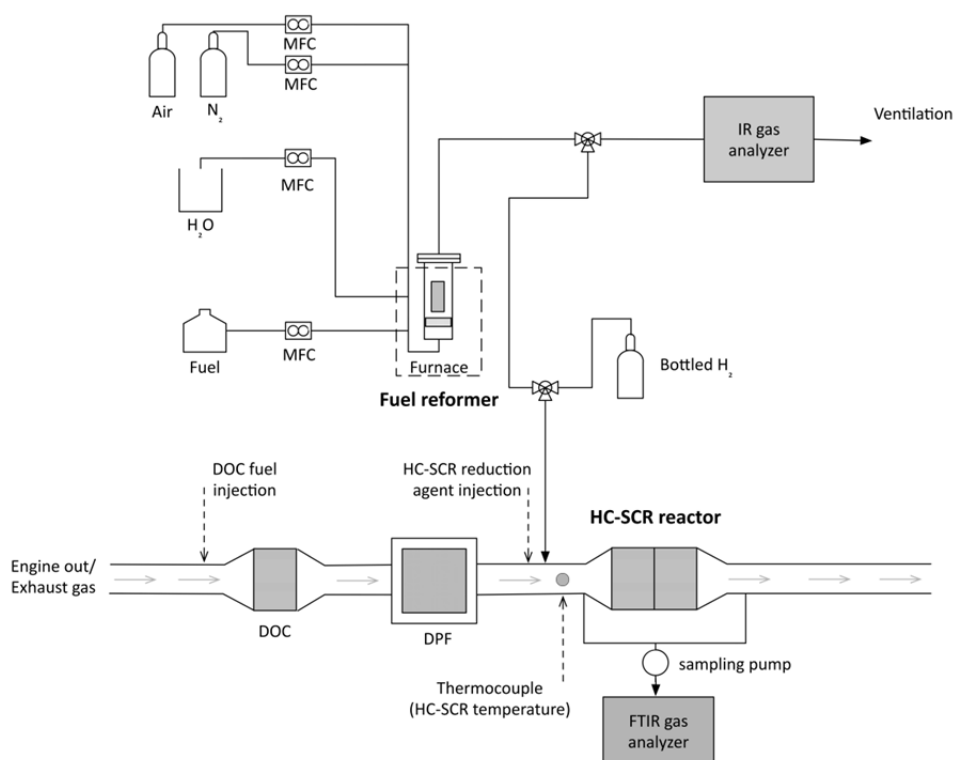 MFC
MFC
Air
N₂
IR gas
analyzer
Ventilation
MFC
H₂O
Fuel
MFC
Furnace
Fuel reformer
Bottled H₂
DOC fuel
injection
HC-SCR reduction
agent injection
HC-SCR reactor
Engine out/
Exhaust gas
DOC
DPF
sampling pump
Thermocouple
(HC-SCR temperature)
FTIR gas
analyzer